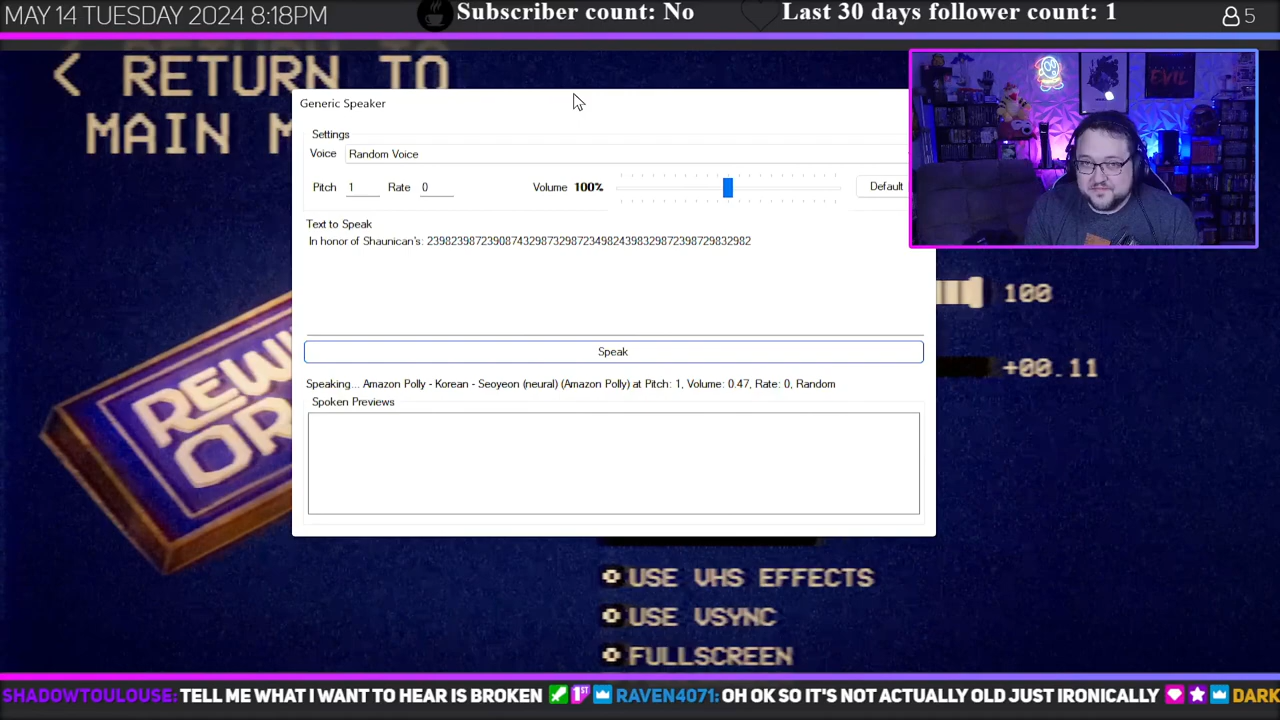 MAY 14 TUESDAY 2024 8:18PM
Subscriber count: No
Last 30 days follower count: 1
5
< RETURN TO
MAIN M
EVIL
Generic Speaker
Settings
Voice Random Voice
Pitch 1 Rate 0 Volume 100% Default
Text to Speak
In honor of Shaunican's: 239823987239087432987329872349824398329872398729832982
100
Speak
+00.11
Speaking... Amazon Polly - Korean - Seoyeon (neural) (Amazon Polly) at Pitch: 1, Volume: 0.47, Rate: 0, Random
Spoken Previews
USE VHS EFFECTS
USE VSYNC
FULLSCREEN
SHADOWTOULOUSE: TELL ME WHAT I WANT TO HEAR IS BROKEN 1ST RAVEN4071: OH OK SO IT'S NOT ACTUALLY OLD JUST IRONICALLY DARK